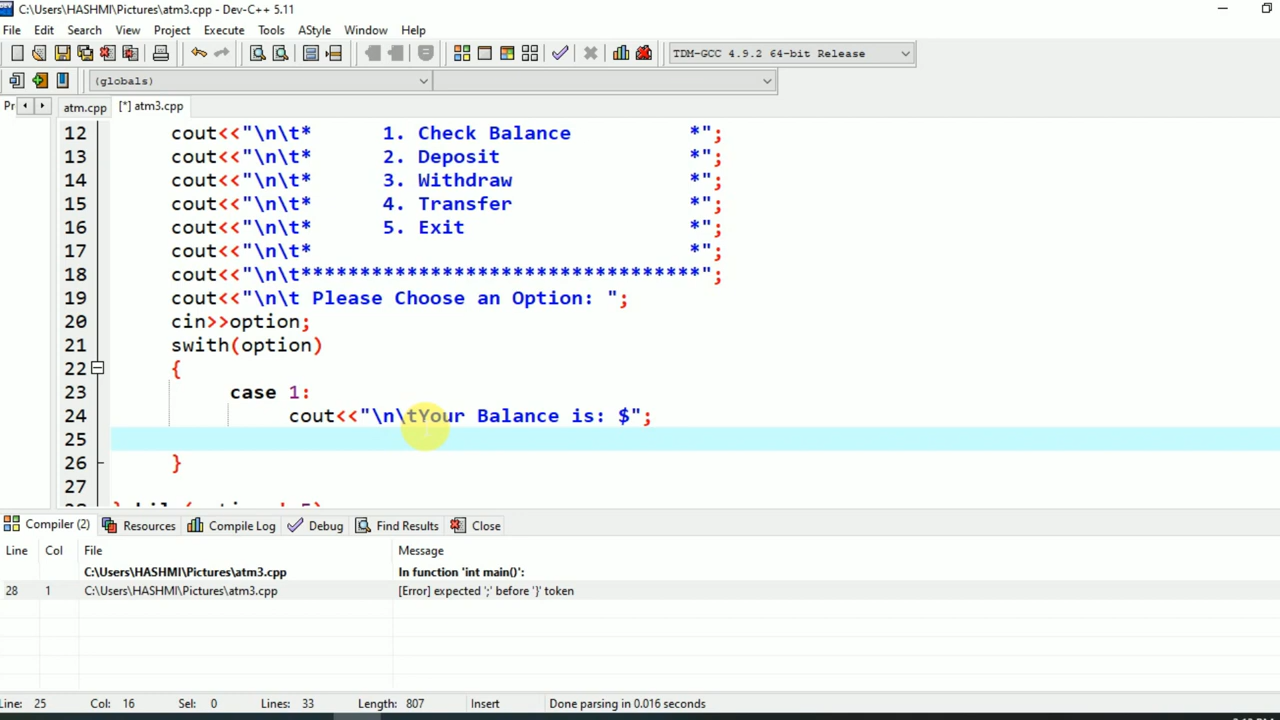 C:\Users\HASHMI\Pictures\atm3.cpp - Dev-C++ 5.11
File Edit Search View Project Execute Tools AStyle Window Help
TDM-GCC 4.9.2 64-bit Release
(globals)
Pr atm.cpp [*] atm3.cpp
12 cout<<"\n\t* 1. Check Balance *";
13 cout<<"\n\t* 2. Deposit *";
14 cout<<"\n\t* 3. Withdraw *";
15 cout<<"\n\t* 4. Transfer *";
16 cout<<"\n\t* 5. Exit *";
17 cout<<"\n\t* *";
18 cout<<"\n\t**********************************";
19 cout<<"\n\t Please Choose an Option: ";
20 cin>>option;
21 swith(option)
22 {
23 case 1:
24 cout<<"\n\tYour Balance is: $";
25
26 }
27
Compiler (2) Resources Compile Log Debug Find Results Close
Line Col File Message
C:\Users\HASHMI\Pictures\atm3.cpp In function 'int main()':
28 1 C:\Users\HASHMI\Pictures\atm3.cpp [Error] expected ';' before '}' token
Line: 25 Col: 16 Sel: 0 Lines: 33 Length: 807 Insert Done parsing in 0.016 seconds